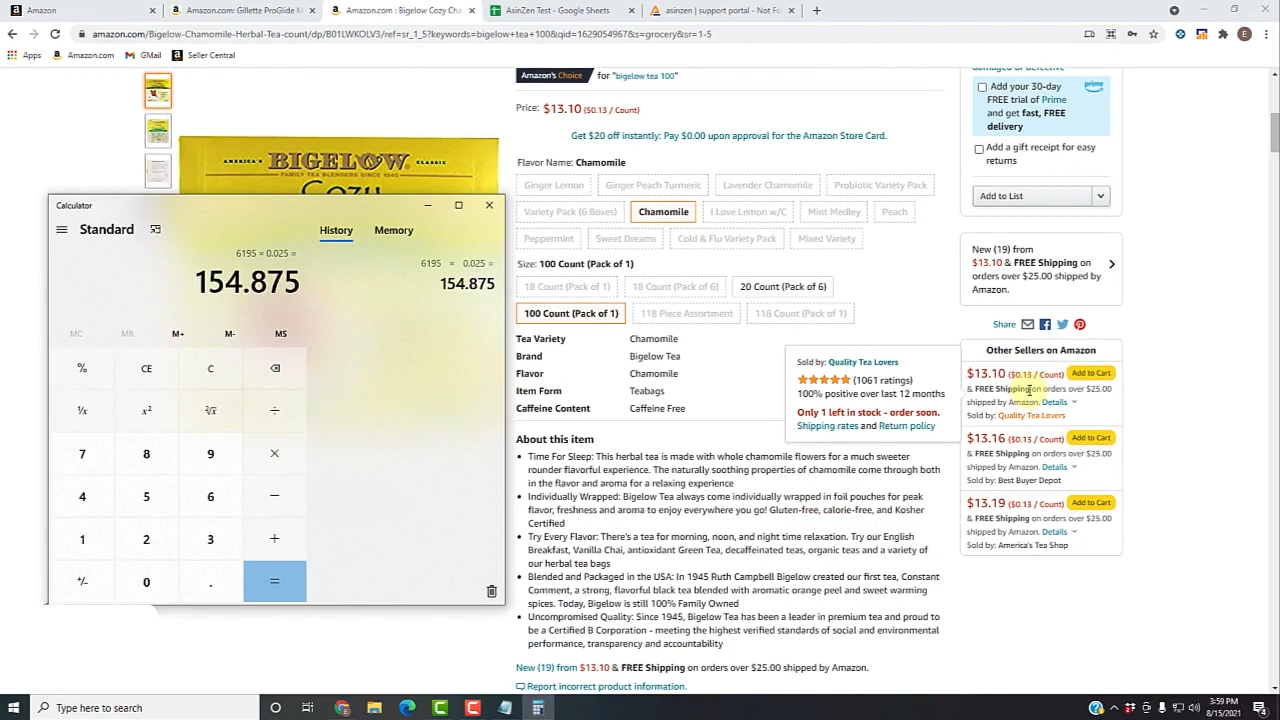 Amazon
Amazon.com: Gillette ProGlide M
Amazon.com : Bigelow Cozy Cha
AsinZen Test - Google Sheets
asinzen | support portal - Not Fo
amazon.com/Bigelow-Chamomile-Herbal-Tea-count/dp/B01LWKOLV3/ref=sr_1_5?keywords=bigelow+tea+100&qid=1629054967&s=grocery&sr=1-5
E
Apps
Amazon.com
GMail
Seller Central
Amazon's Choice for "bigelow tea 100"
Price: $13.10 ($0.13 / Count)
Get $20 off instantly: Pay $0.00 upon approval for the Amazon Store Card.
Flavor Name: Chamomile
Ginger Lemon
Ginger Peach Turmeric
Lavender Chamomile
Probiotic Variety Pack
Variety Pack (6 Boxes)
Chamomile
I Love Lemon w/C
Mint Medley
Peach
Peppermint
Sweet Dreams
Cold & Flu Variety Pack
Mixed Variety
Size: 100 Count (Pack of 1)
18 Count (Pack of 1)
18 Count (Pack of 6)
20 Count (Pack of 6)
100 Count (Pack of 1)
118 Piece Assortment
118 Count (Pack of 1)
Tea Variety Chamomile
Brand Bigelow Tea
Flavor Chamomile
Item Form Teabags
Caffeine Content Caffeine Free
About this item
Time For Sleep: This herbal tea is made with whole chamomile flowers for a much sweeter
rounder flavorful experience. The naturally soothing properties of chamomile come through both
in the flavor and aroma for a relaxing experience
Individually Wrapped: Bigelow Tea always come individually wrapped in foil pouches for peak
flavor, freshness and aroma to enjoy everywhere you go! Gluten-free, calorie-free, and Kosher
Certified
Try Every Flavor: There's a tea for morning, noon, and night time relaxation. Try our English
Breakfast, Vanilla Chai, antioxidant Green Tea, decaffeinated teas, organic teas and a variety of
our herbal tea bags
Blended and Packaged in the USA: In 1945 Ruth Campbell Bigelow created our first tea, Constant
Comment, a strong, flavorful black tea blended with aromatic orange peel and sweet warming
spices. Today, Bigelow is still 100% Family Owned
Uncompromised Quality: Since 1945, Bigelow Tea has been a leader in premium tea and proud to
be a Certified B Corporation - meeting the highest verified standards of social and environmental
performance, transparency and accountability
New (19) from $13.10 & FREE Shipping on orders over $25.00 shipped by Amazon.
Report incorrect product information.
damaged or defective
Add your 30-day
FREE trial of Prime
and get fast, FREE
delivery
prime
Add a gift receipt for easy
returns
Add to List
New (19) from
$13.10 & FREE Shipping on
orders over $25.00 shipped by
Amazon.
Share
Other Sellers on Amazon
$13.10 ($0.13 / Count) Add to Cart
& FREE Shipping on orders over $25.00
shipped by Amazon. Details
Sold by: Quality Tea Lovers
$13.16 ($0.13 / Count) Add to Cart
& FREE Shipping on orders over $25.00
shipped by Amazon. Details
Sold by: Best Buyer Depot
$13.19 ($0.13 / Count) Add to Cart
& FREE Shipping on orders over $25.00
shipped by Amazon. Details
Sold by: America's Tea Shop
Sold by: Quality Tea Lovers
(1061 ratings)
100% positive over last 12 months
Only 1 left in stock - order soon.
Shipping rates and Return policy
AMERICA'S BIGELOW CLASSIC
FAMILY TEA BLENDERS SINCE 1945
Cozy
Calculator
Standard
History
Memory
6195 × 0.025 =
154.875
6195 × 0.025 =
154.875
MC MR M+ M- MS
% CE C
¹/x x² ²√x ÷
7 8 9 ×
4 5 6 −
1 2 3 +
+/- 0 . =
Type here to search
3:59 PM
8/15/2021
4